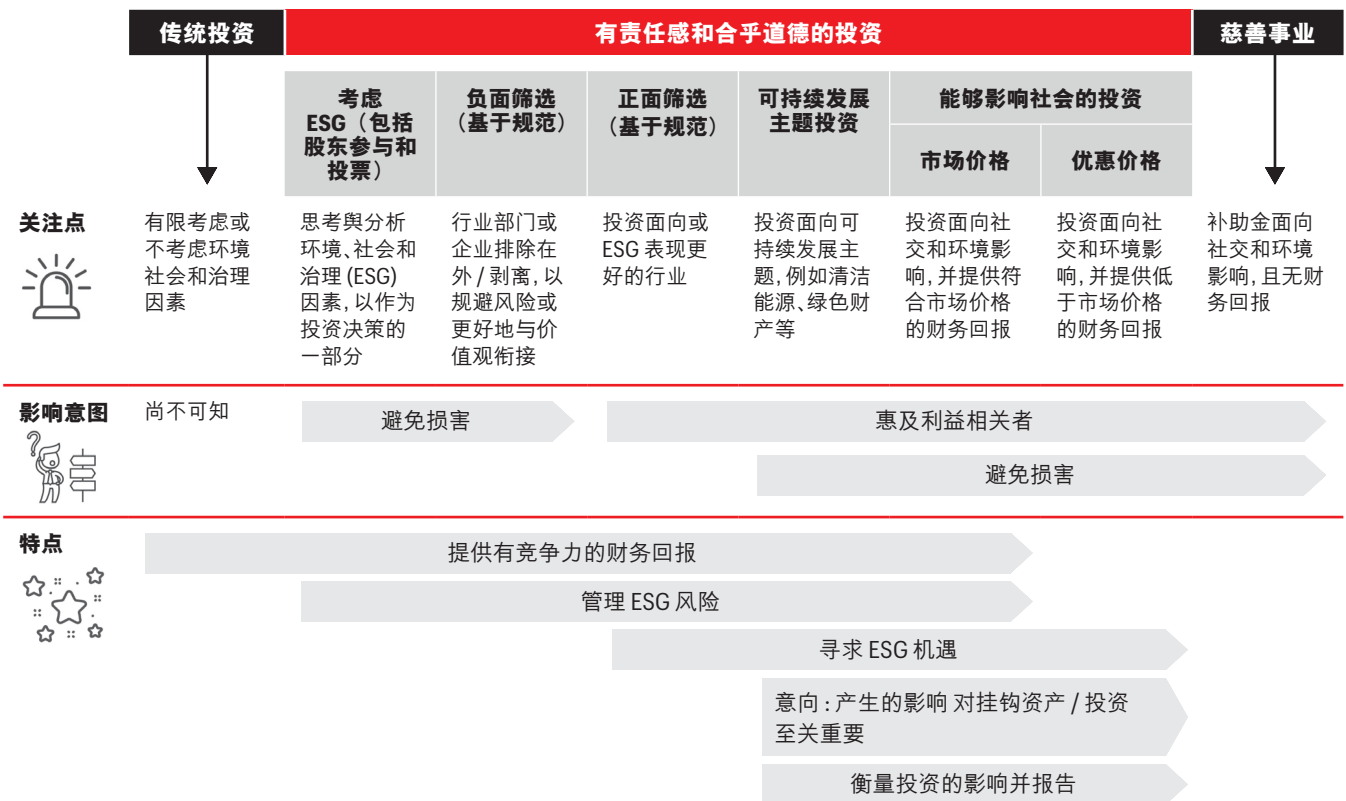 传统投资
有责任感和合乎道德的投资
慈善事业
考虑
ESG（包括
股东参与和
投票）
负面筛选
（基于规范）
正面筛选
（基于规范）
可持续发展
主题投资
能够影响社会的投资
市场价格
优惠价格
关注点
有限考虑或
不考虑环境
社会和治理
因素
思考與分析
环境、社会和
治理 (ESG)
因素，以作为
投资决策的
一部分
行业部门或
企业排除在
外 / 剥离，以
规避风险或
更好地与价
值观衔接
投资面向或
ESG 表现更
好的行业
投资面向可
持续发展主
题，例如清洁
能源、绿色财
产等
投资面向社
交和环境影
响，并提供符
合市场价格
的财务回报
投资面向社
交和环境影
响，并提供低
于市场价格
的财务回报
补助金面向
社交和环境
影响，且无财
务回报
影响意图
尚不可知
避免损害
惠及利益相关者
避免损害
特点
提供有竞争力的财务回报
管理 ESG 风险
寻求 ESG 机遇
意向 : 产生的影响 对挂钩资产 / 投资
至关重要
衡量投资的影响并报告